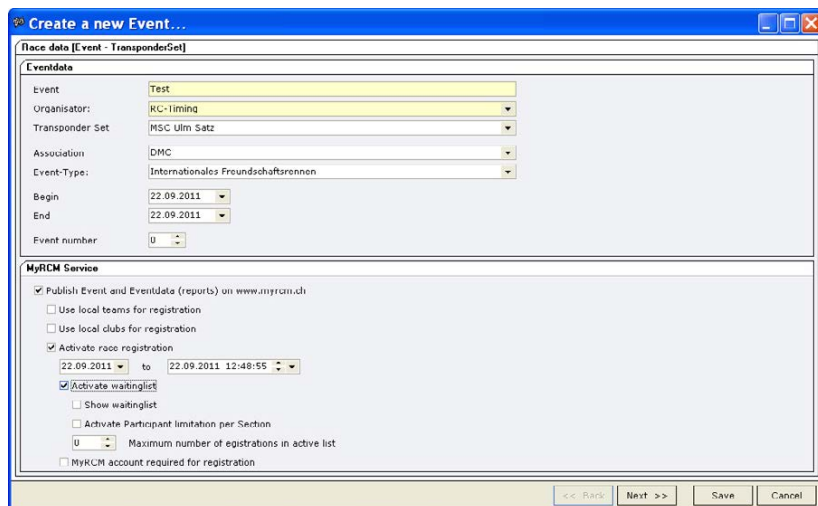 Create a new Event...
Race data [Event - TransponderSet]
Eventdata
Event Test
Organisator: RC-Timing
Transponder Set MSC Ulm Satz
Association DMC
Event-Type: Internationales Freundschaftsrennen
Begin 22.09.2011
End 22.09.2011
Event number 0
MyRCM Service
Publish Event and Eventdata (reports) on www.myrcm.ch
Use local teams for registration
Use local clubs for registration
Activate race registration
22.09.2011 to 22.09.2011 12:48:55
Activate waitinglist
Show waitinglist
Activate Participant limitation per Section
0 Maximum number of egistrations in active list
MyRCM account required for registration
<< Back Next >> Save Cancel